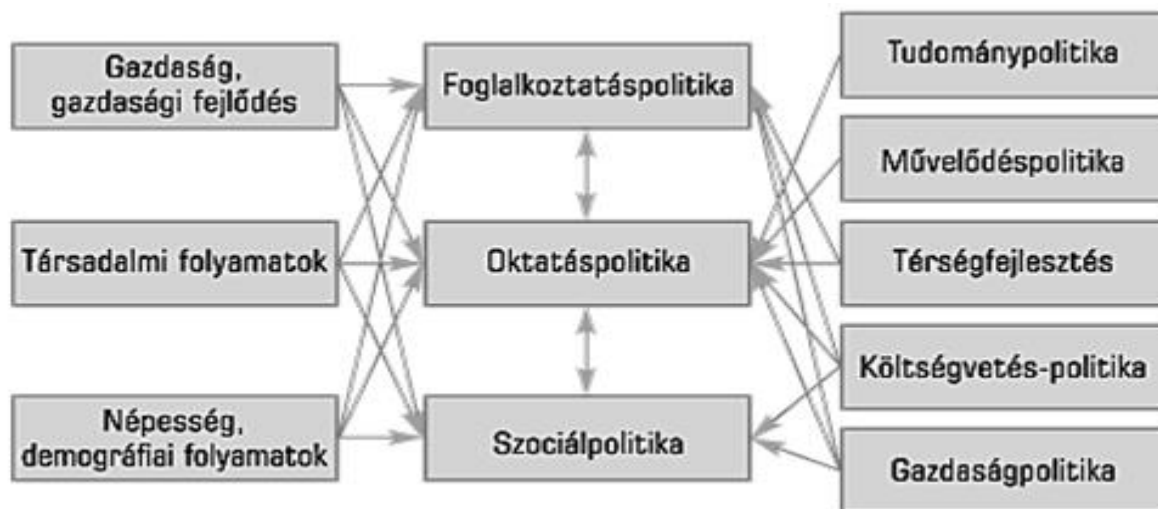 Gazdaság,
gazdasági fejlődés
Társadalmi folyamatok
Népesség,
demográfiai folyamatok
Foglalkoztatáspolitika
Oktatáspolitika
Szociálpolitika
Tudománypolitika
Művelődéspolitika
Térségfejlesztés
Költségvetés-politika
Gazdaságpolitika